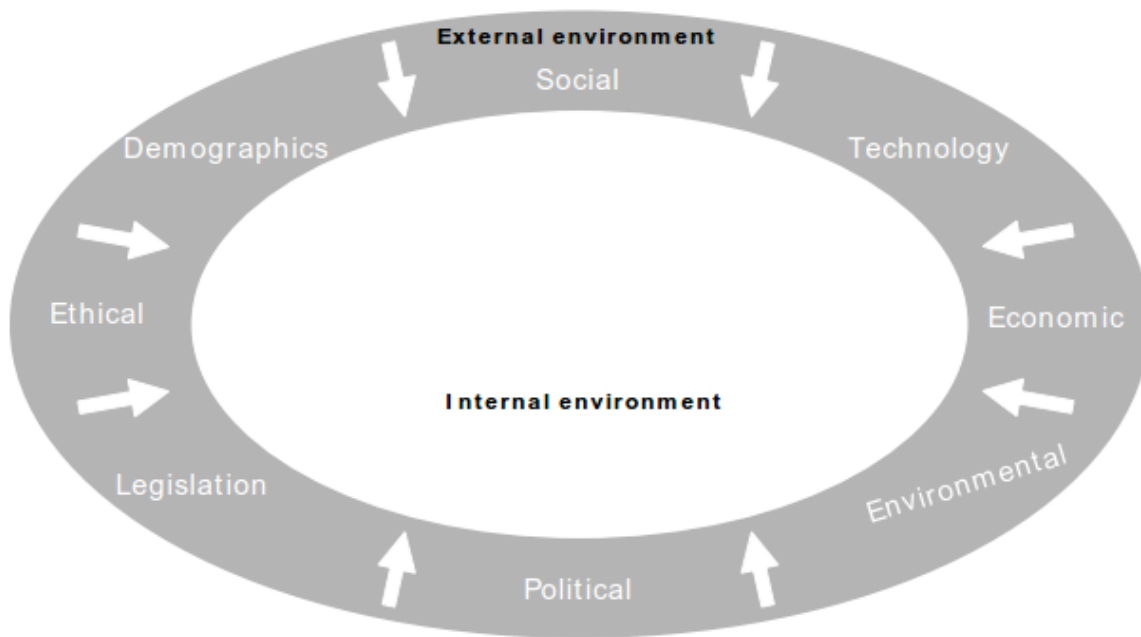 External environment
Social
Demographics
Technology
Ethical
Economic
Internal environment
Legislation
Environmental
Political